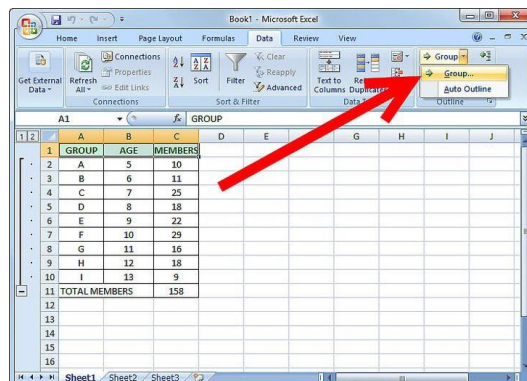 Book1 - Microsoft Excel
Home Insert Page Layout Formulas Data Review View
Get External Data
Refresh All
Connections
Properties
Edit Links
Connections
Sort
Filter
Clear
Reapply
Advanced
Sort & Filter
Text to Columns
Group
Group...
Auto Outline
Outline
A1 fx GROUP
1 2 A B C D E G H I J
1 GROUP AGE MEMBERS
2 A 5 10
3 B 6 11
4 C 7 25
5 D 8 18
6 E 9 22
7 F 10 29
8 G 11 16
9 H 12 18
10 I 13 9
11 TOTAL MEMBERS 158
12
13
14
15
16
Sheet1 Sheet2 Sheet3